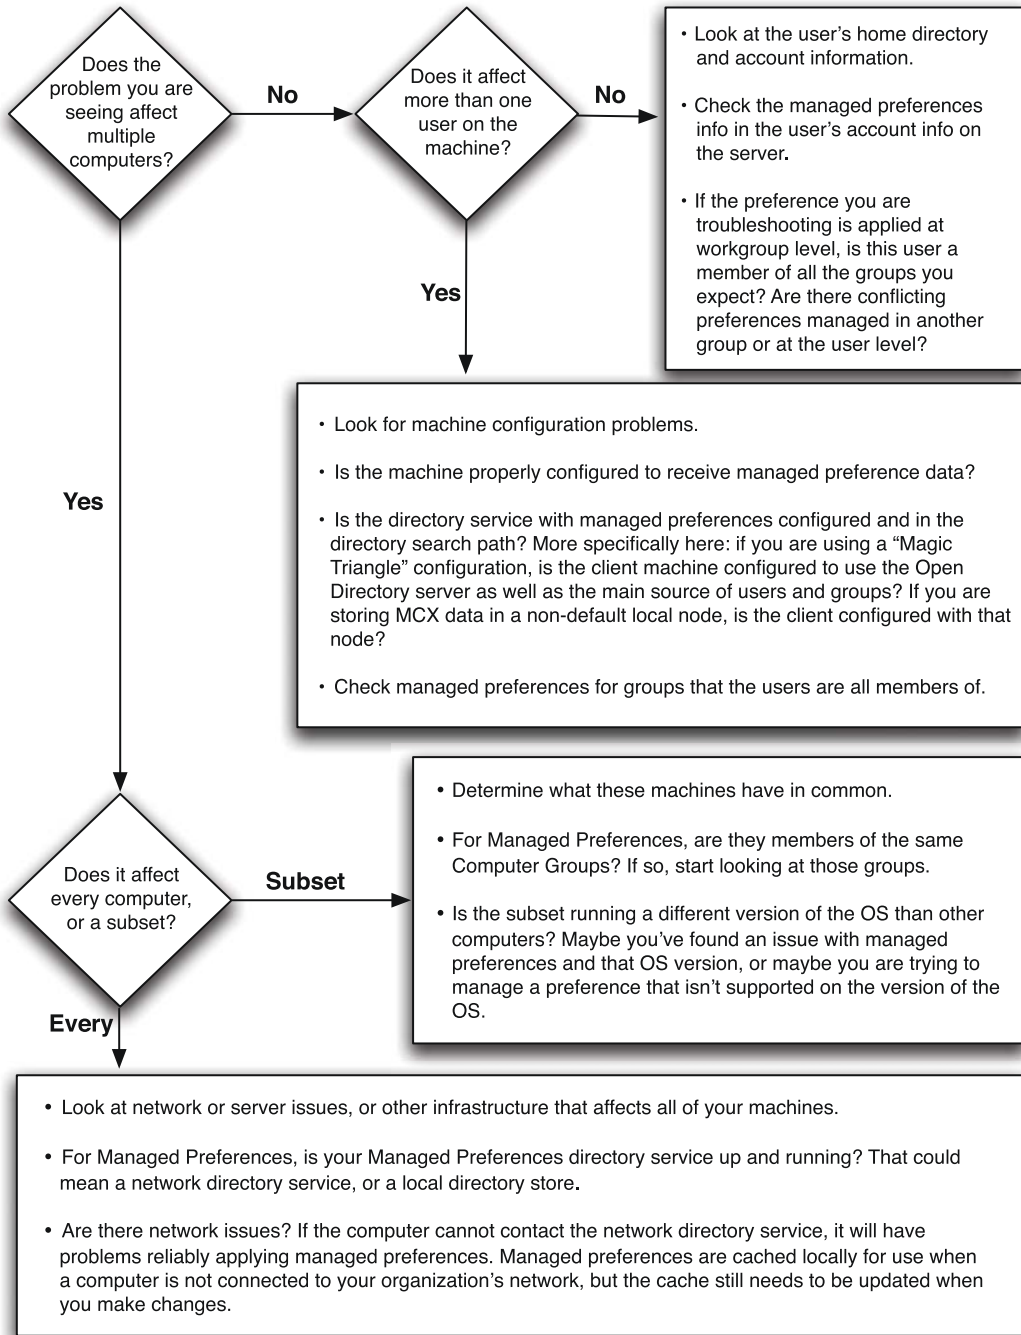 Does the
problem you are
seeing affect
multiple
computers?
No
Does it affect
more than one
user on the
machine?
No
• Look at the user's home directory
and account information.
• Check the managed preferences
info in the user's account info on
the server.
• If the preference you are
troubleshooting is applied at
workgroup level, is this user a
member of all the groups you
expect? Are there conflicting
preferences managed in another
group or at the user level?
Yes
• Look for machine configuration problems.
• Is the machine properly configured to receive managed preference data?
• Is the directory service with managed preferences configured and in the
directory search path? More specifically here: if you are using a “Magic
Triangle” configuration, is the client machine configured to use the Open
Directory server as well as the main source of users and groups? If you are
storing MCX data in a non-default local node, is the client configured with that
node?
• Check managed preferences for groups that the users are all members of.
Yes
Does it affect
every computer,
or a subset?
Subset
• Determine what these machines have in common.
• For Managed Preferences, are they members of the same
Computer Groups? If so, start looking at those groups.
• Is the subset running a different version of the OS than other
computers? Maybe you've found an issue with managed
preferences and that OS version, or maybe you are trying to
manage a preference that isn't supported on the version of the
OS.
Every
• Look at network or server issues, or other infrastructure that affects all of your machines.
• For Managed Preferences, is your Managed Preferences directory service up and running? That could
mean a network directory service, or a local directory store.
• Are there network issues? If the computer cannot contact the network directory service, it will have
problems reliably applying managed preferences. Managed preferences are cached locally for use when
a computer is not connected to your organization's network, but the cache still needs to be updated when
you make changes.